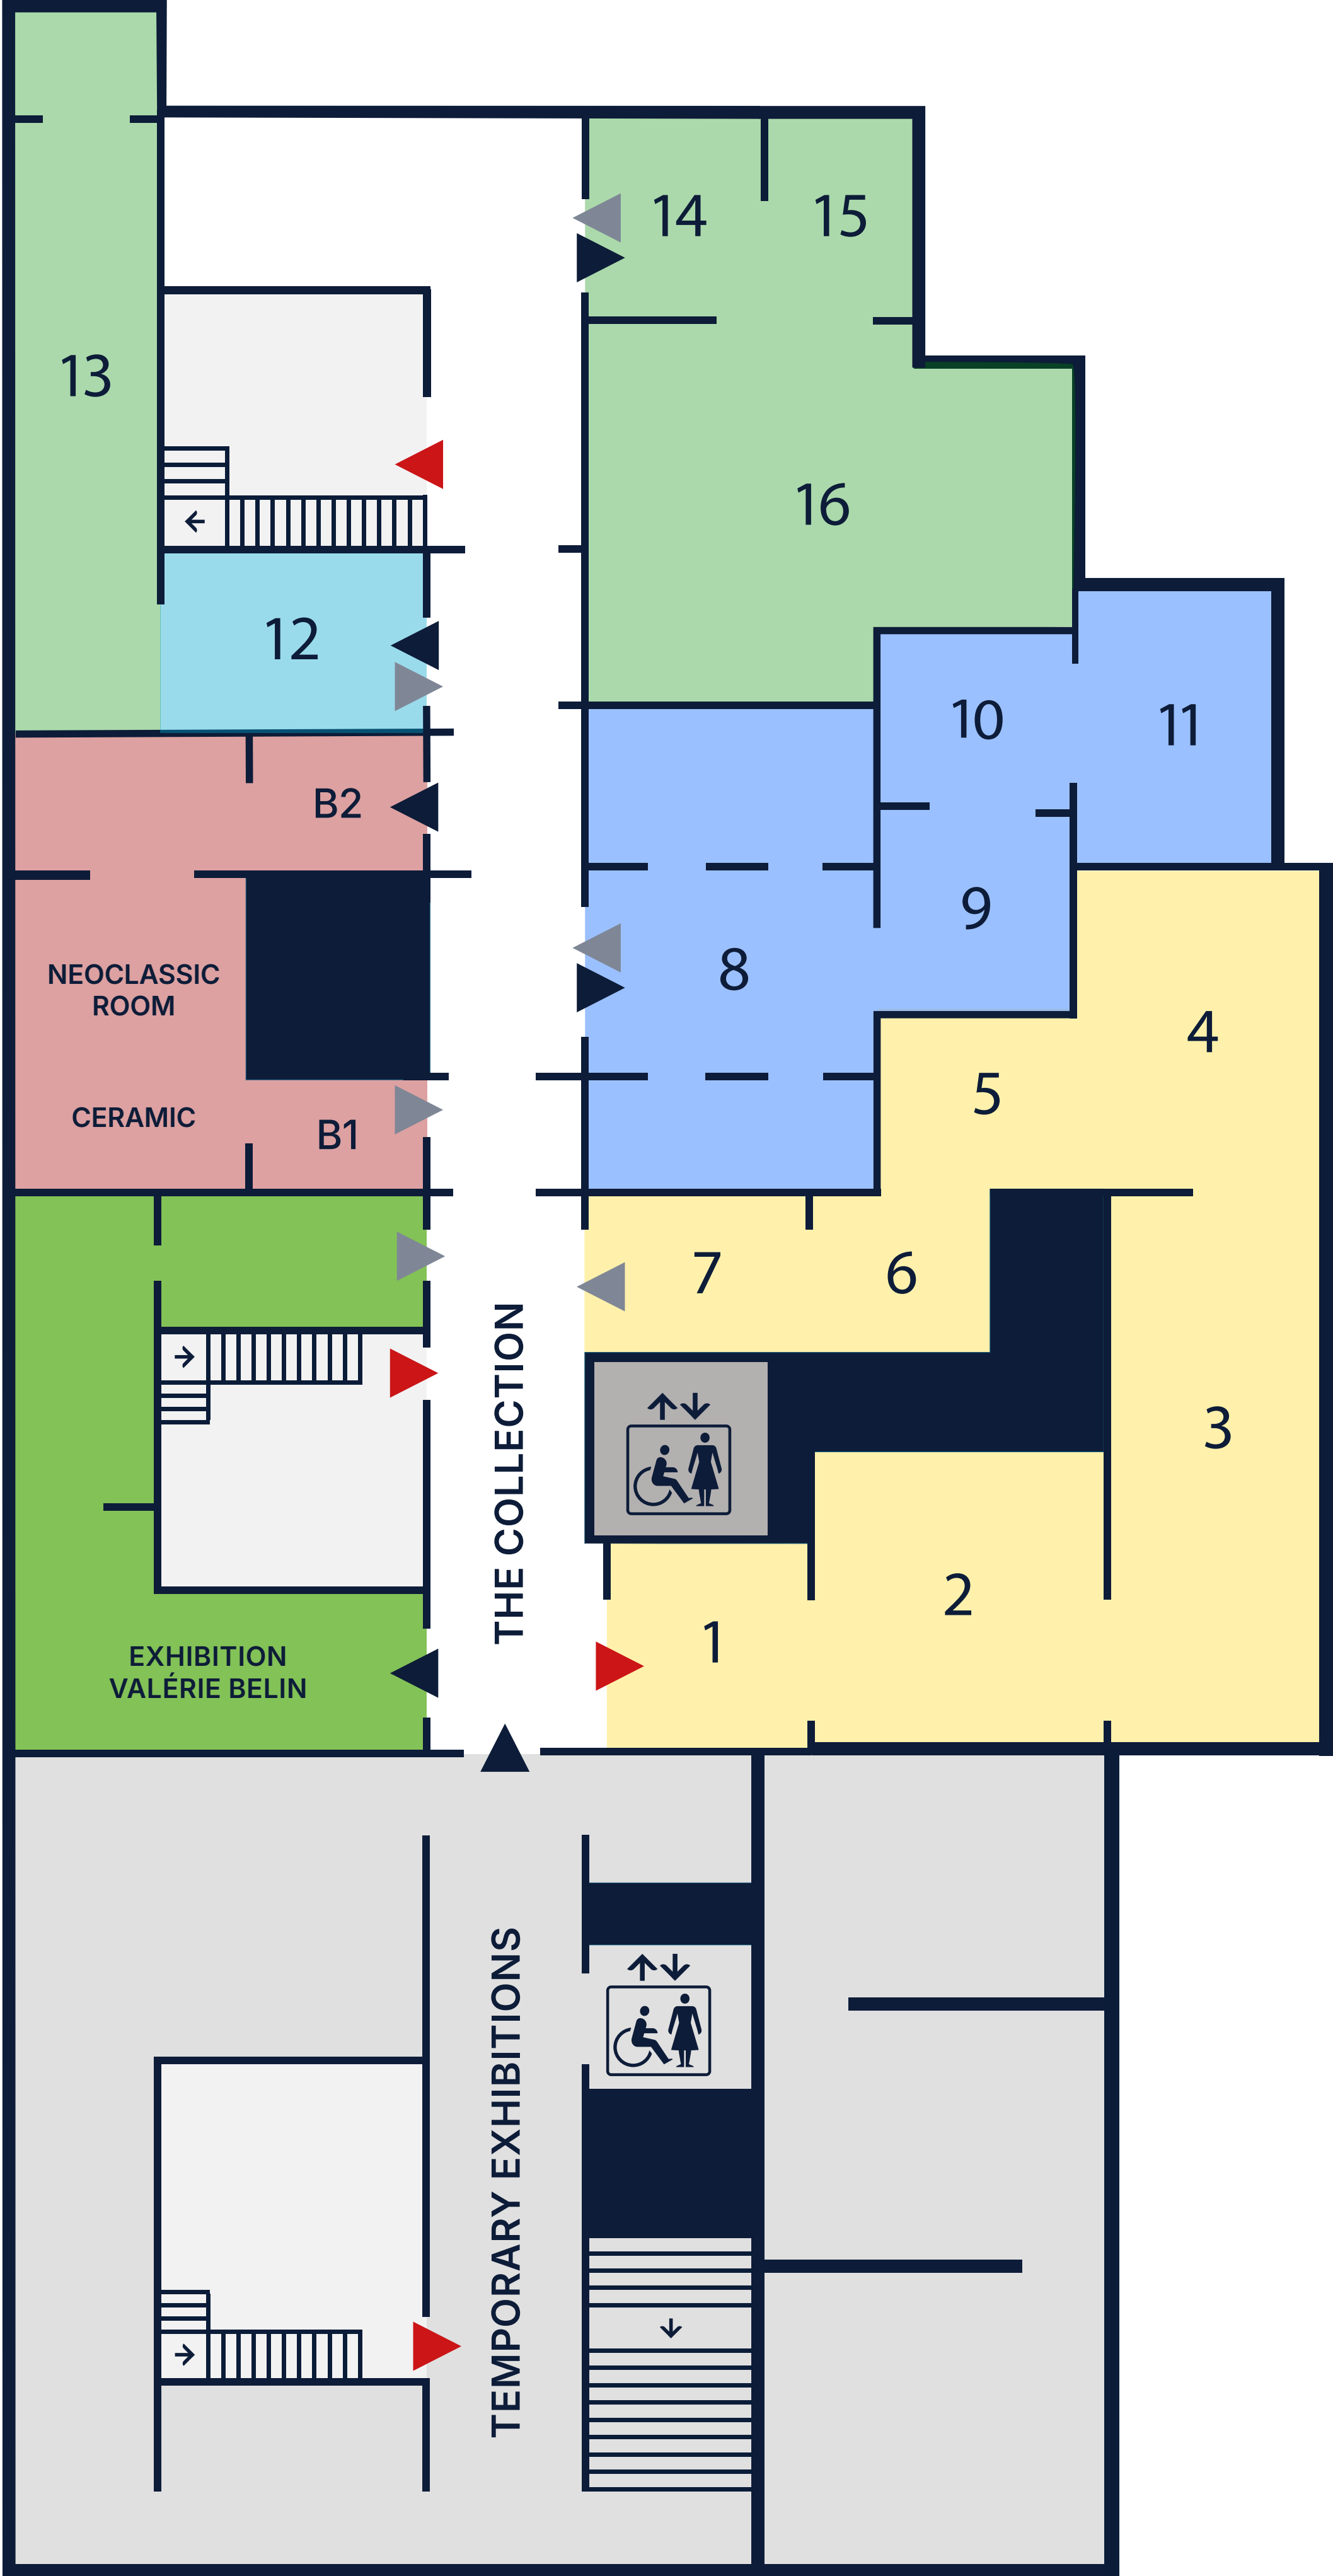 14
15
13
16
12
10
11
B2
9
8
NEOCLASSIC
ROOM
4
5
CERAMIC
B1
7
6
THE COLLECTION
3
2
1
EXHIBITION
VALÉRIE BELIN
TEMPORARY EXHIBITIONS